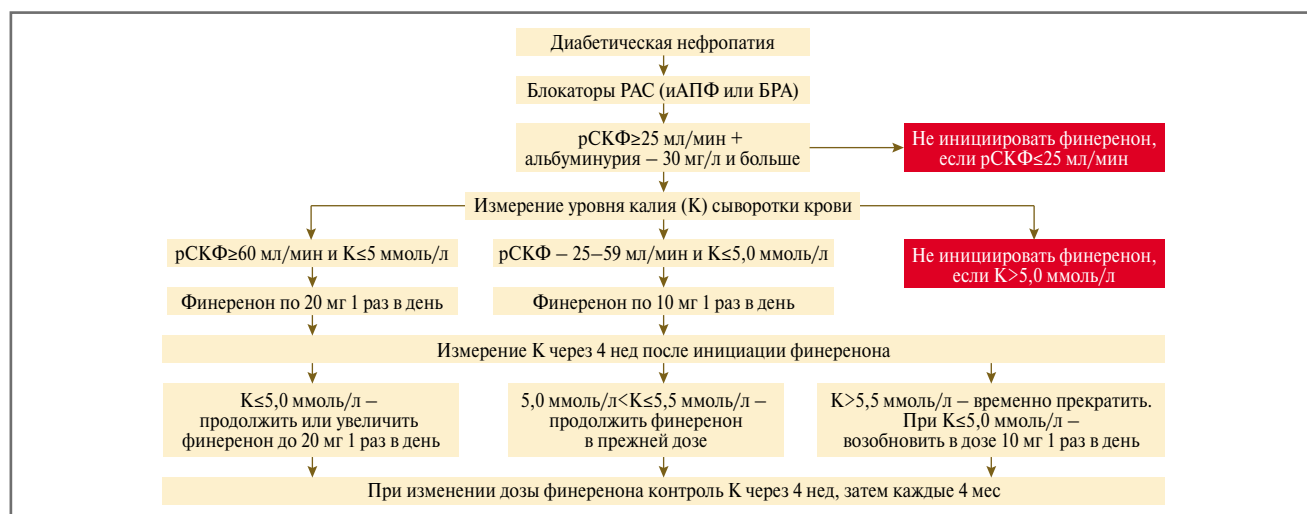 Диабетическая нефропатия
Блокаторы РАС (иАПФ или БРА)
рСКФ≥25 мл/мин +
альбуминурия – 30 мг/л и больше
Не инициировать финеренон,
если рСКФ≤25 мл/мин
Измерение уровня калия (К) сыворотки крови
рСКФ≥60 мл/мин и К≤5 ммоль/л
рСКФ – 25–59 мл/мин и К≤5,0 ммоль/л
Не инициировать финеренон,
если К>5,0 ммоль/л
Финеренон по 20 мг 1 раз в день
Финеренон по 10 мг 1 раз в день
Измерение К через 4 нед после инициации финеренона
К≤5,0 ммоль/л –
продолжить или увеличить
финеренон до 20 мг 1 раз в день
5,0 ммоль/л<К≤5,5 ммоль/л –
продолжить финеренон
в прежней дозе
К>5,5 ммоль/л – временно прекратить.
При К≤5,0 ммоль/л –
возобновить в дозе 10 мг 1 раз в день
При изменении дозы финеренона контроль К через 4 нед, затем каждые 4 мес